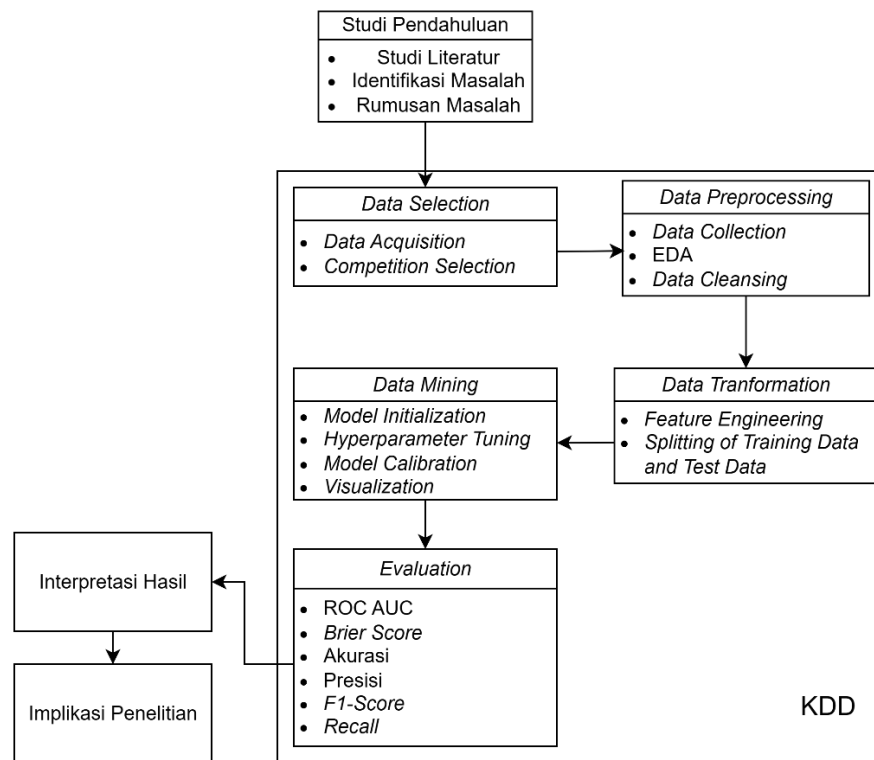 Studi Pendahuluan
• Studi Literatur
• Identifikasi Masalah
• Rumusan Masalah
Data Selection
• Data Acquisition
• Competition Selection
Data Preprocessing
• Data Collection
• EDA
• Data Cleansing
Data Tranformation
• Feature Engineering
• Splitting of Training Data
and Test Data
Data Mining
• Model Initialization
• Hyperparameter Tuning
• Model Calibration
• Visualization
Evaluation
• ROC AUC
• Brier Score
• Akurasi
• Presisi
• F1-Score
• Recall
KDD
Interpretasi Hasil
Implikasi Penelitian